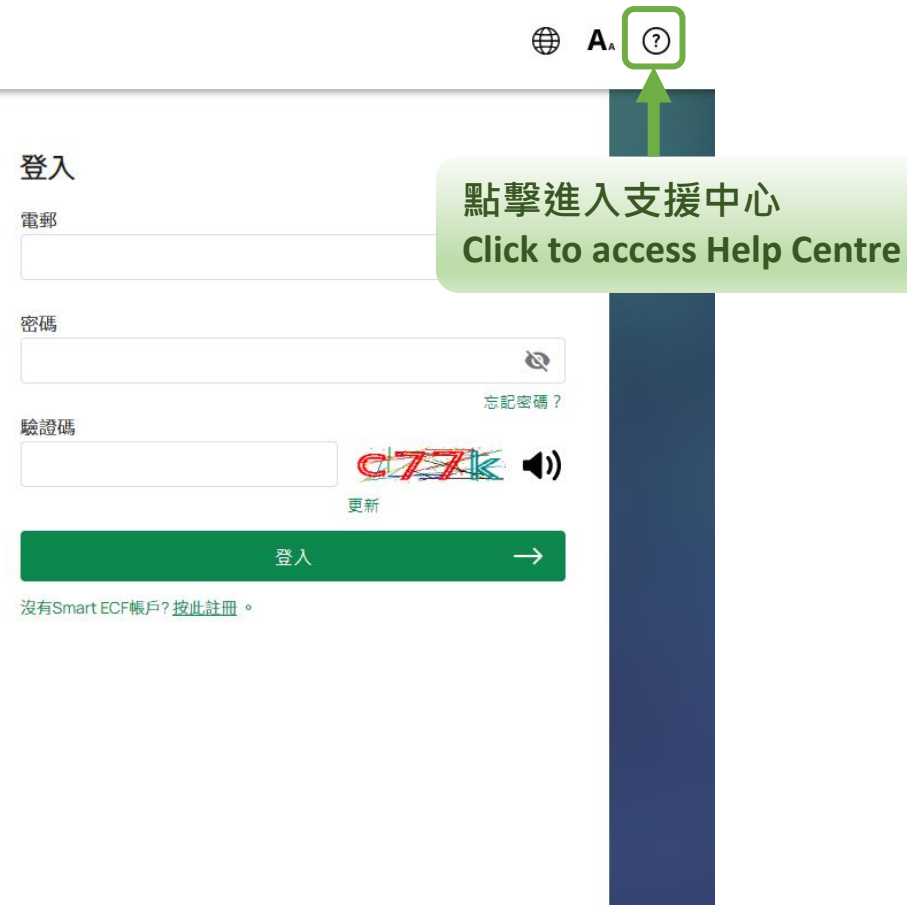 AA ?
登入
點擊進入支援中心
Click to access Help Centre
電郵
密碼
忘記密碼？
驗證碼
c77k
更新
登入
沒有Smart ECF帳戶? 按此註冊。